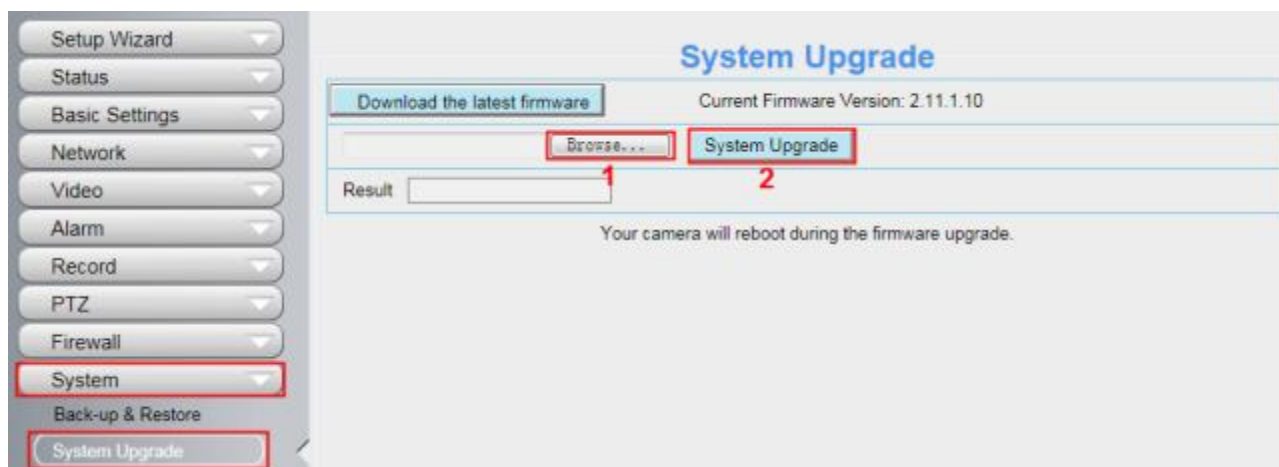 Setup Wizard
Status
Basic Settings
Network
Video
Alarm
Record
PTZ
Firewall
System
Back-up & Restore
System Upgrade
System Upgrade
Download the latest firmware
Current Firmware Version: 2.11.1.10
Browse...
System Upgrade
1
2
Result
Your camera will reboot during the firmware upgrade.